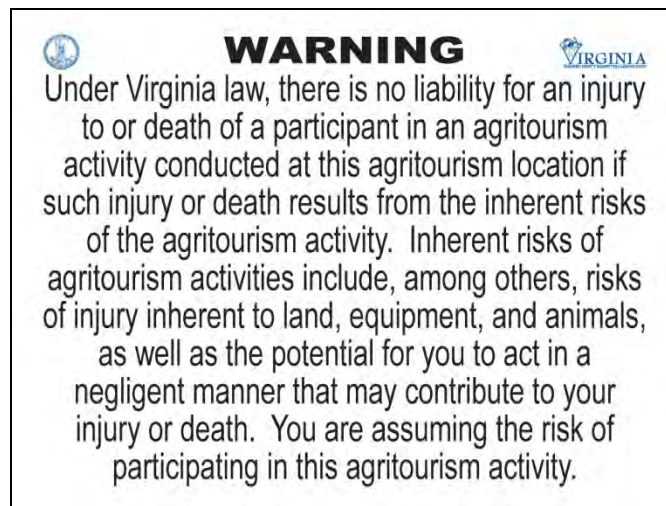 WARNING
VIRGINIA
Under Virginia law, there is no liability for an injury
to or death of a participant in an agritourism
activity conducted at this agritourism location if
such injury or death results from the inherent risks
of the agritourism activity.  Inherent risks of
agritourism activities include, among others, risks
of injury inherent to land, equipment, and animals,
as well as the potential for you to act in a
negligent manner that may contribute to your
injury or death.  You are assuming the risk of
participating in this agritourism activity.